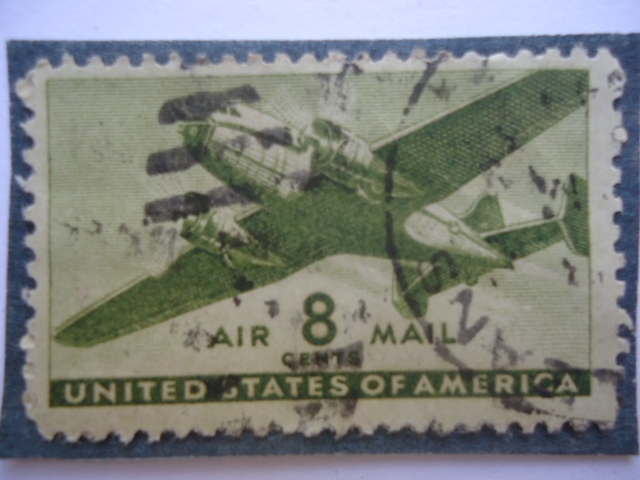 AIR 8 MAIL
CENTS
UNITED STATES OF AMERICA